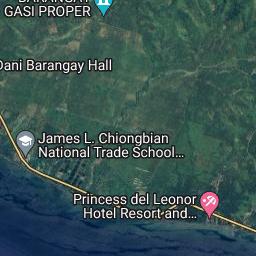 GASI PROPER
Dani Barangay Hall
James L. Chiongbian
National Trade School...
Princess del Leonor
Hotel Resort and...